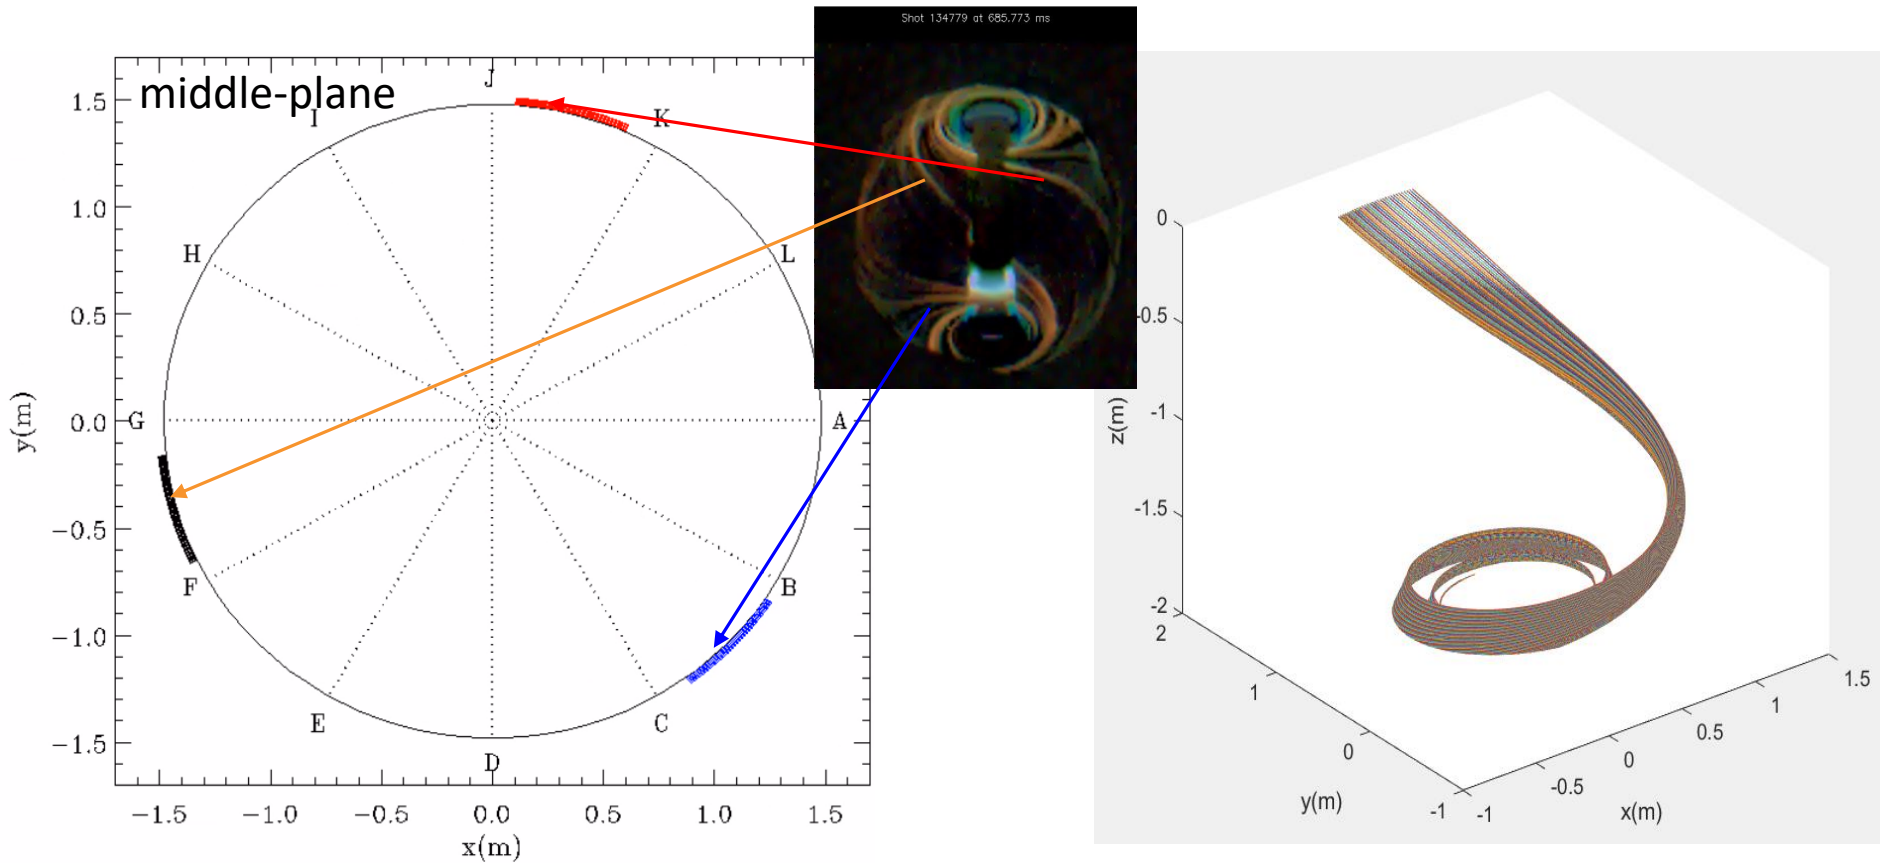 Shot 134779 at 685.773 ms
middle-plane
J
I
K
H
L
G
A
F
B
E
C
D
1.5
1.0
0.5
0.0
−0.5
−1.0
−1.5
y(m)
−1.5
−1.0
−0.5
0.0
0.5
1.0
1.5
x(m)
0
-0.5
-1
-1.5
-2
z(m)
2
1
0
-1
y(m)
-1
-0.5
0
0.5
1
1.5
x(m)